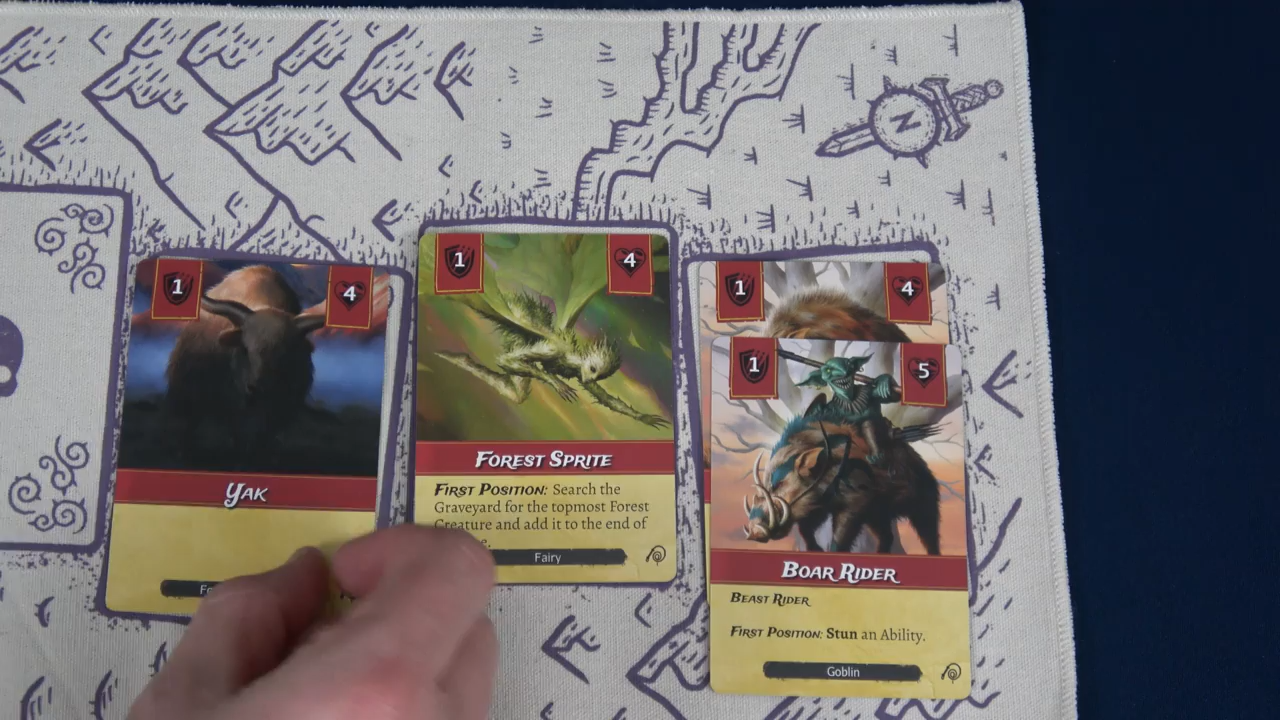 N
1
4
YAK
1
4
FOREST SPRITE
FIRST POSITION: Search the
Graveyard for the topmost Forest
Creature and add it to the end of
Fairy
1
4
1
5
BOAR RIDER
BEAST RIDER
FIRST POSITION: Stun an Ability.
Goblin